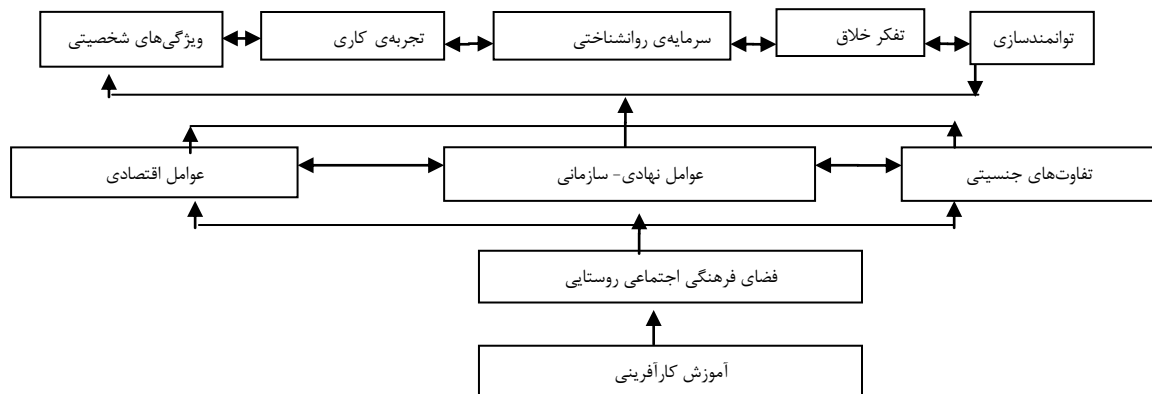 توانمندسازی
تفکر خلاق
سرمایه‌ی روانشناختی
تجربه‌ی کاری
ویژگی‌های شخصیتی
تفاوت‌های جنسیتی
عوامل نهادی- سازمانی
عوامل اقتصادی
فضای فرهنگی اجتماعی روستایی
آموزش کارآفرینی